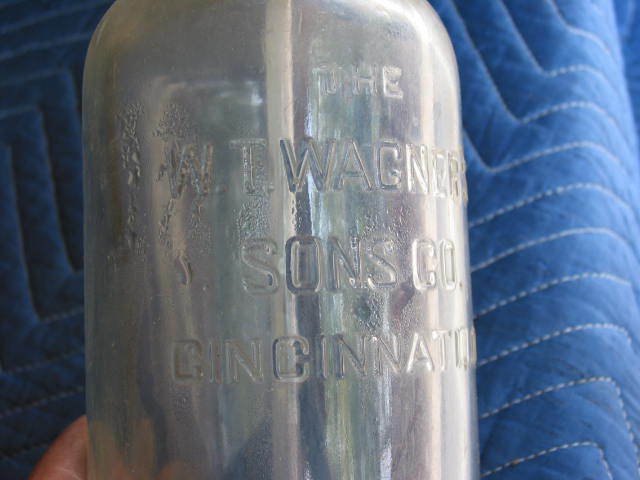 THE
W.T. WAGNER'S
SONS CO.
CINCINNATI.